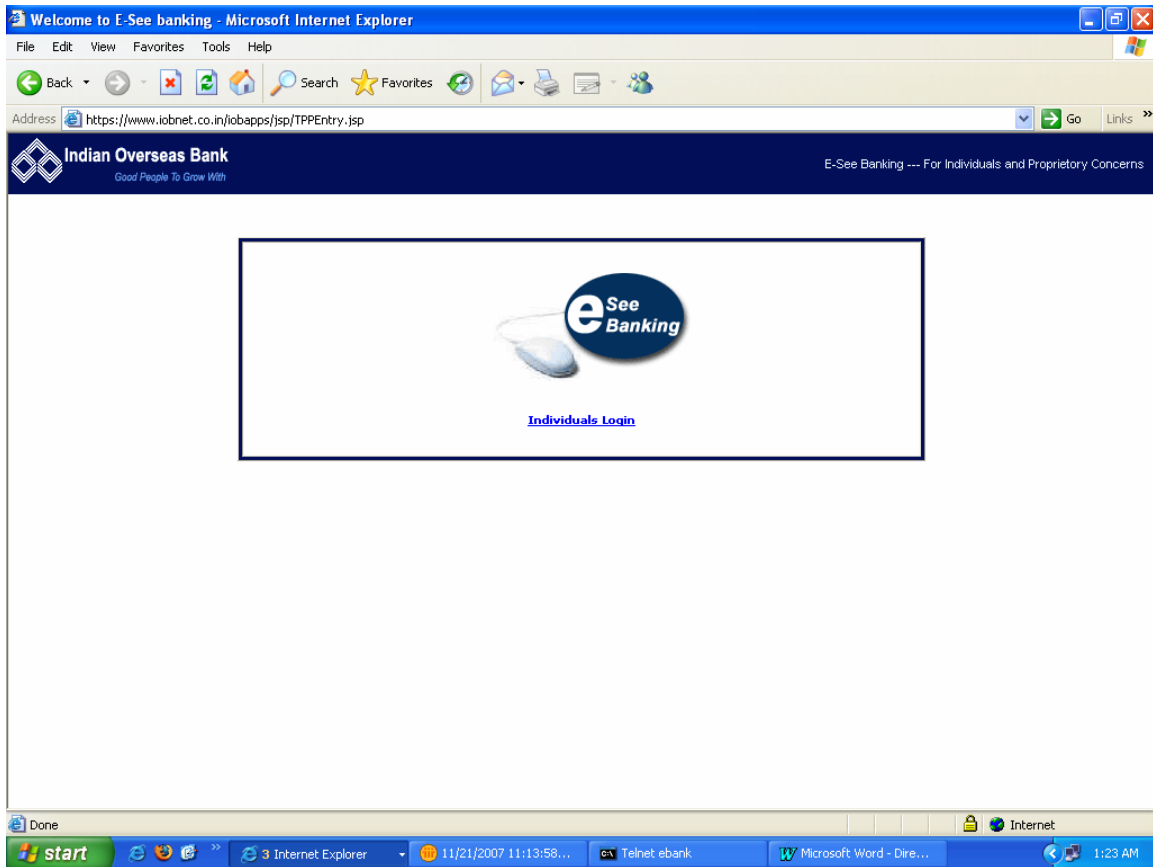 Welcome to E-See banking - Microsoft Internet Explorer
File Edit View Favorites Tools Help
Back Search Favorites
Address https://www.iobnet.co.in/iobapps/jsp/TPPEntry.jsp Go Links »
Indian Overseas Bank
Good People To Grow With
E-See Banking --- For Individuals and Proprietory Concerns
e See
Banking
Individuals Login
Done Internet
start » 3 Internet Explorer 11/21/2007 11:13:58... Telnet ebank Microsoft Word - Dire... 1:23 AM